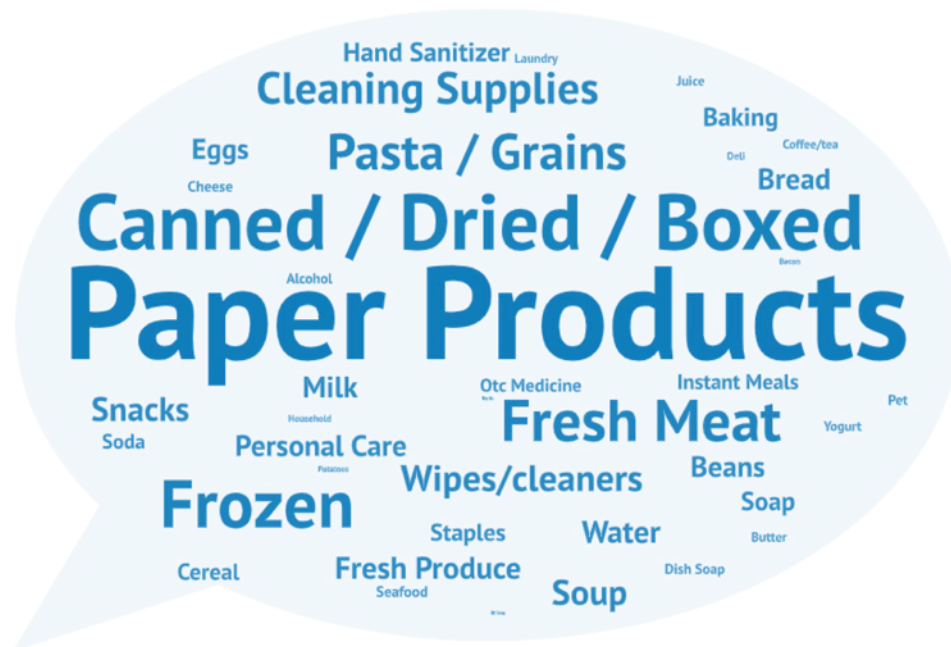 Hand Sanitizer
Laundry
Cleaning Supplies
Juice
Baking
Eggs
Pasta / Grains
Coffee/tea
Deli
Cheese
Bread
Canned / Dried / Boxed
Bacon
Alcohol
Paper Products
Milk
Otc Medicine
Instant Meals
Snacks
Pet
Household
Fresh Meat
Yogurt
Soda
Personal Care
Potatoes
Wipes/cleaners
Beans
Frozen
Soap
Staples
Water
Butter
Cereal
Fresh Produce
Dish Soap
Seafood
Soup